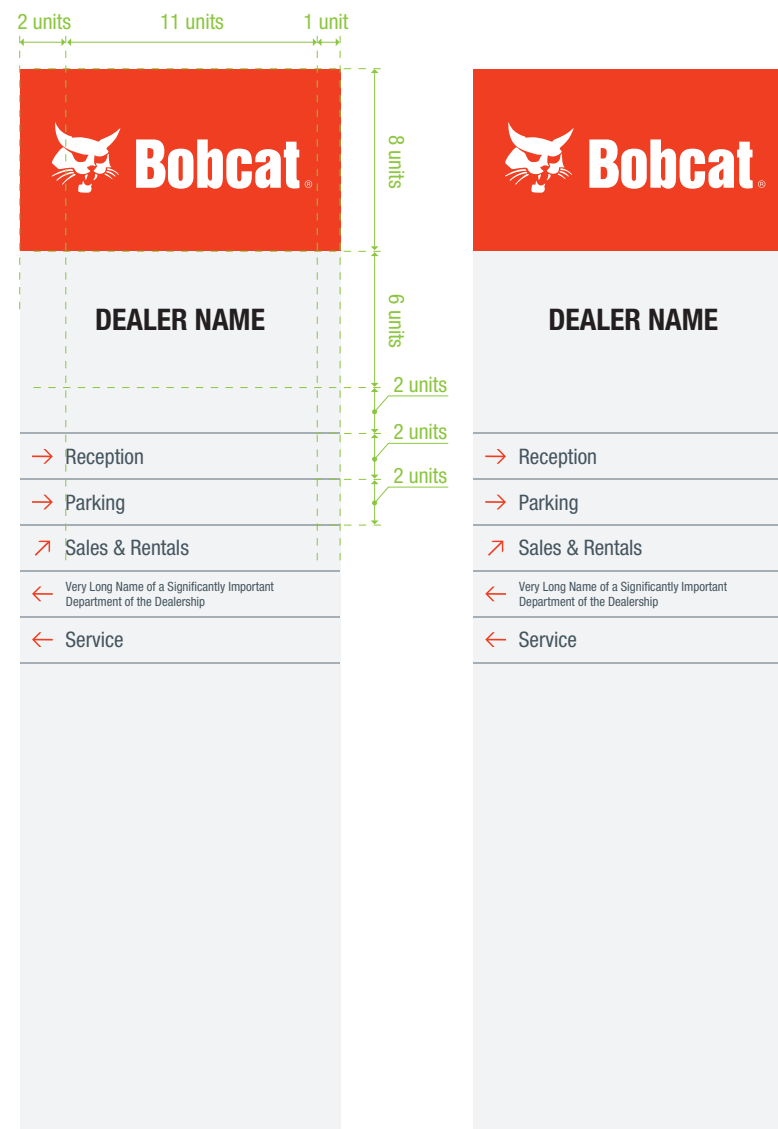 2 units 11 units 1 unit
Bobcat®
8 units
DEALER NAME
6 units
2 units
2 units
Reception
2 units
Parking
Sales & Rentals
Very Long Name of a Significantly Important
Department of the Dealership
Service
Bobcat®
DEALER NAME
Reception
Parking
Sales & Rentals
Very Long Name of a Significantly Important
Department of the Dealership
Service